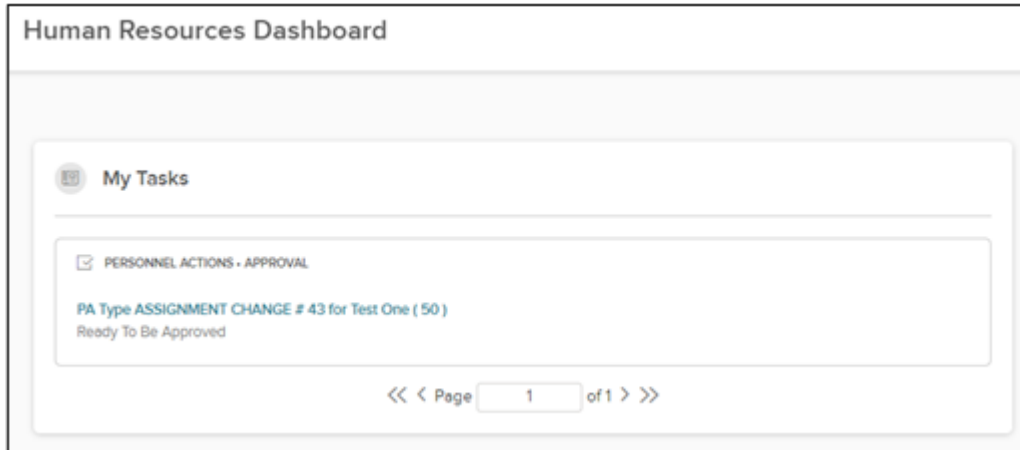 Human Resources Dashboard
My Tasks
PERSONNEL ACTIONS • APPROVAL
PA Type ASSIGNMENT CHANGE # 43 for Test One ( 50 )
Ready To Be Approved
<< < Page 1 of 1 > >>